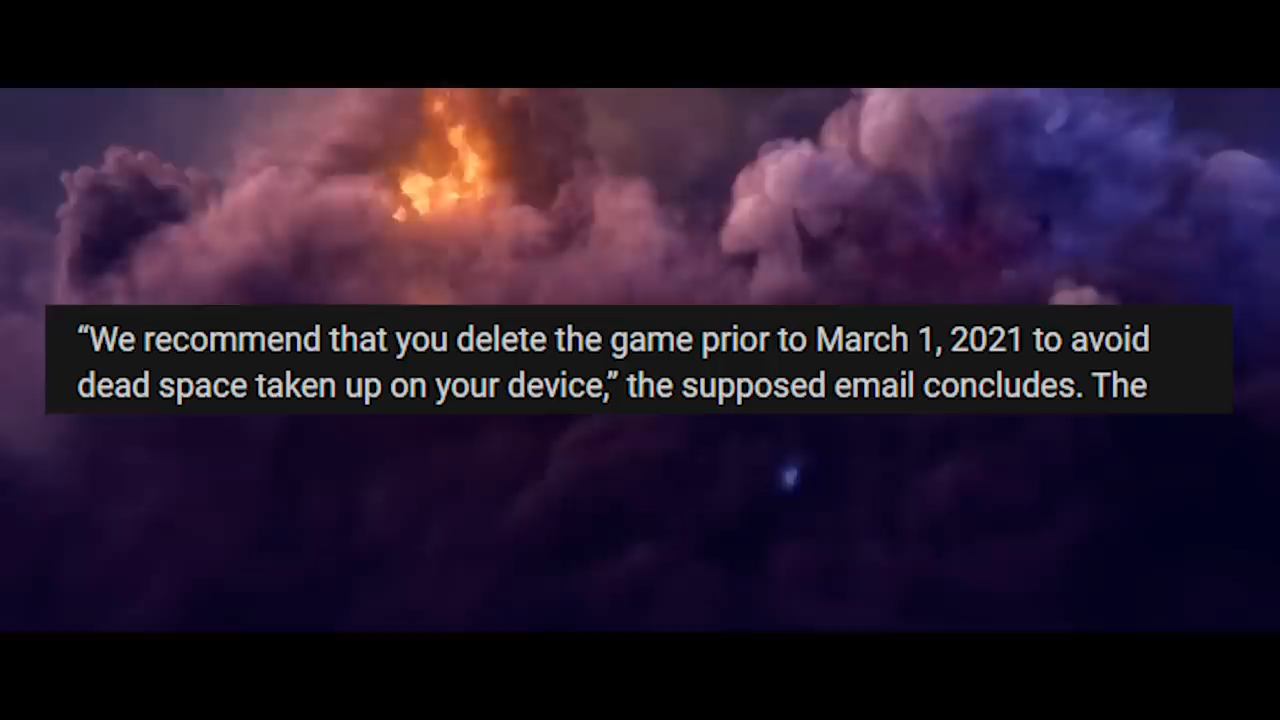 “We recommend that you delete the game prior to March 1, 2021 to avoid
dead space taken up on your device,” the supposed email concludes. The